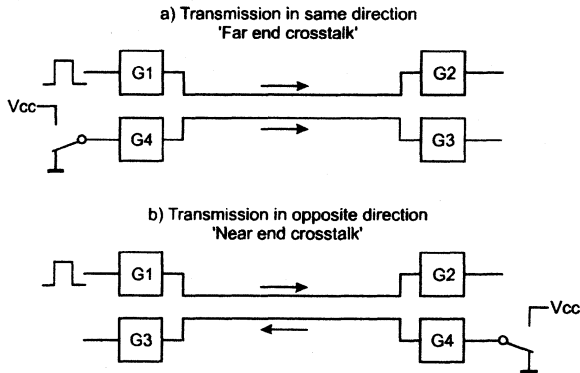 a) Transmission in same direction
'Far end crosstalk'
G1
G2
Vcc
G4
G3
b) Transmission in opposite direction
'Near end crosstalk'
G1
G2
Vcc
G3
G4